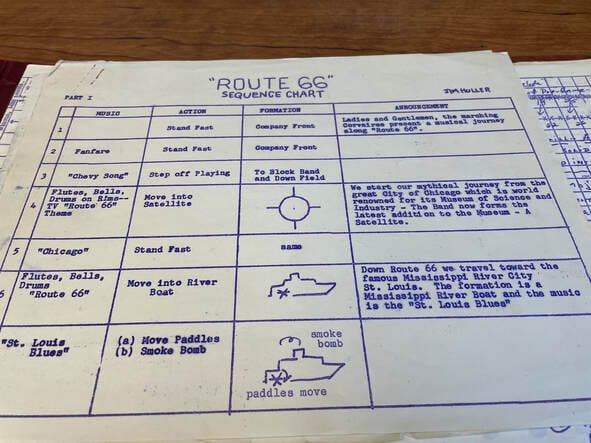 "ROUTE 66"
SEQUENCE CHART
JIM HULLER
PART I
MUSIC ACTION FORMATION ANNOUNCEMENT
1 Stand Fast Company Front
Ladies and Gentlemen, the marching
Corvaires present a musical journey
along "Route 66".
2 Fanfare Stand Fast Company Front
3 "Chevy Song" Step off Playing To Block Band
and Down Field
4 Flutes, Bells,
Drums on Rims--
TV "Route 66"
Theme
Move into
Satellite
We start our mythical journey from the
great City of Chicago which is world
renowned for its Museum of Science and
Industry - The Band now forms the
latest addition to the Museum - A
Satellite.
5 "Chicago" Stand Fast same
6 Flutes, Bells,
Drums
"Route 66"
Move into River
Boat
Down Route 66 we travel toward the
famous Mississippi River City
St. Louis. The formation is a
Mississippi River Boat and the music
is the "St. Louis Blues"
"St. Louis
Blues"
(a) Move Paddles
(b) Smoke Bomb
smoke
bomb
paddles move